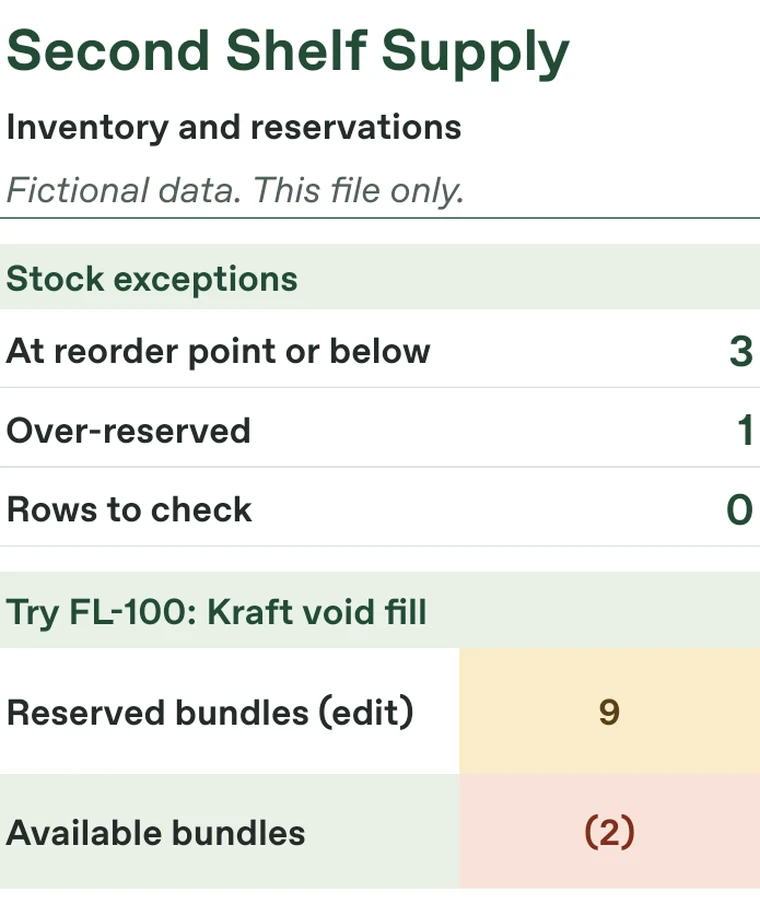 Second Shelf Supply
Inventory and reservations
Fictional data. This file only.
Stock exceptions
At reorder point or below 3
Over-reserved 1
Rows to check 0
Try FL-100: Kraft void fill
Reserved bundles (edit) 9
Available bundles (2)